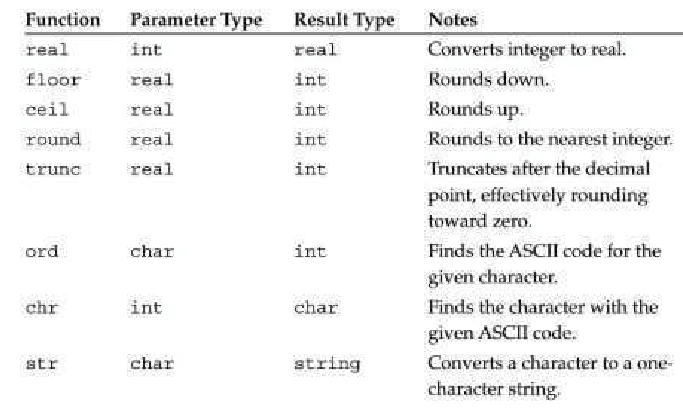 Function Parameter Type Result Type Notes
real int real Converts integer to real.
floor real int Rounds down.
ceil real int Rounds up.
round real int Rounds to the nearest integer.
trunc real int Truncates after the decimal
point, effectively rounding
toward zero.
ord char int Finds the ASCII code for the
given character.
chr int char Finds the character with the
given ASCII code.
str char string Converts a character to a one-
character string.